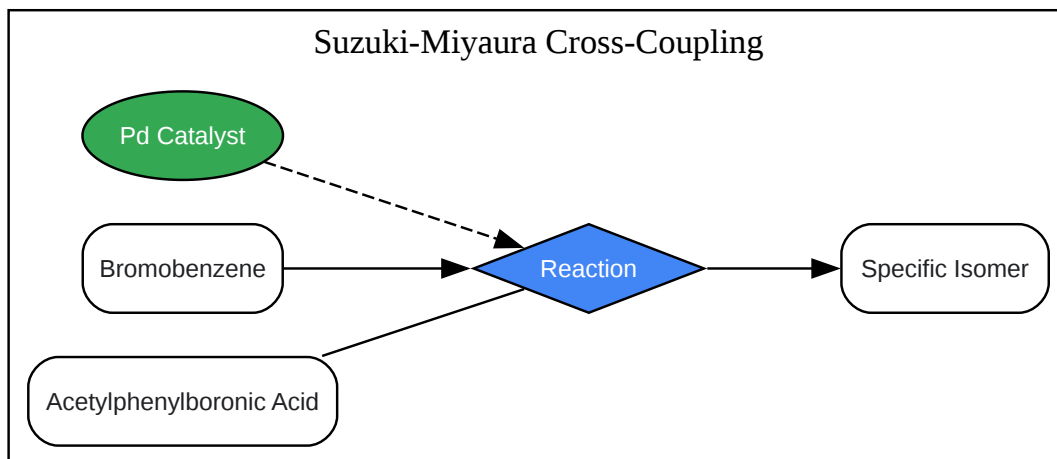 Suzuki-Miyaura Cross-Coupling
Pd Catalyst
Bromobenzene
Reaction
Specific Isomer
Acetylphenylboronic Acid